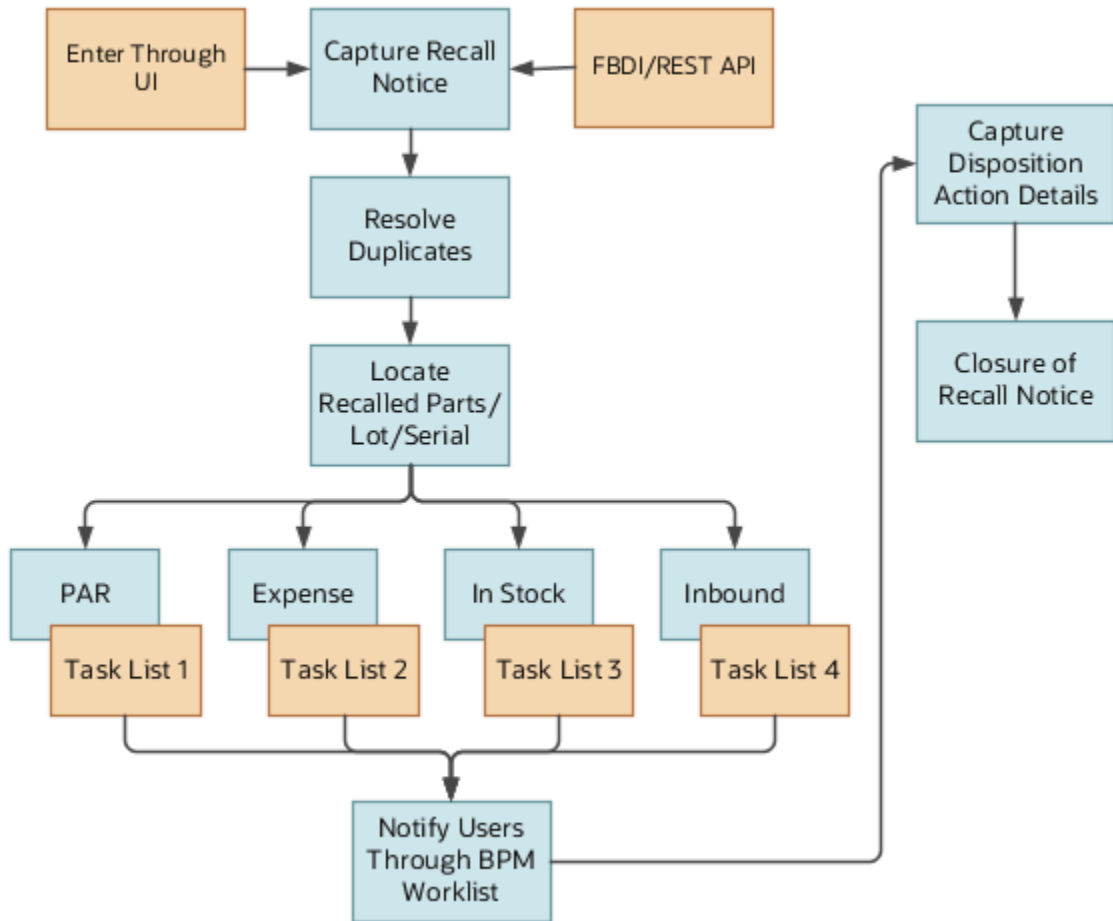 Enter Through
UI
Capture Recall
Notice
FBDI/REST API
Resolve
Duplicates
Locate
Recalled Parts/
Lot/Serial
PAR
Expense
In Stock
Inbound
Task List 1
Task List 2
Task List 3
Task List 4
Notify Users
Through BPM
Worklist
Capture
Disposition
Action Details
Closure of
Recall Notice